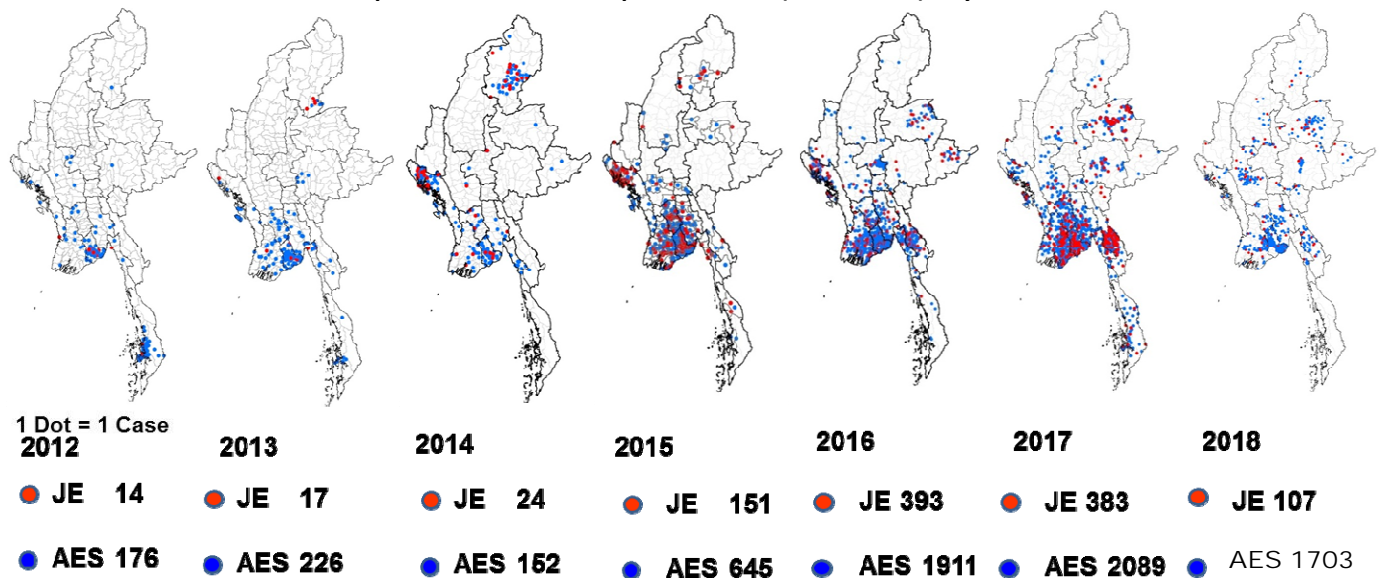 1 Dot = 1 Case
2012 2013 2014 2015 2016 2017 2018
JE 14 JE 17 JE 24 JE 151 JE 393 JE 383 JE 107
AES 176 AES 226 AES 152 AES 645 AES 1911 AES 2089 AES 1703